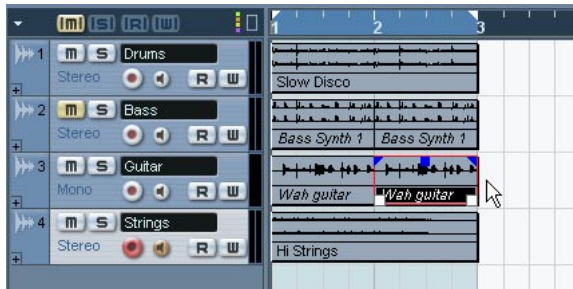 M S R W
1 2 3
1 M S Drums
Stereo R W
Slow Disco
2 M S Bass
Stereo R W
Bass Synth 1 Bass Synth 1
3 M S Guitar
Mono R W
Wah guitar Wah guitar
4 M S Strings
Stereo R W
Hi Strings